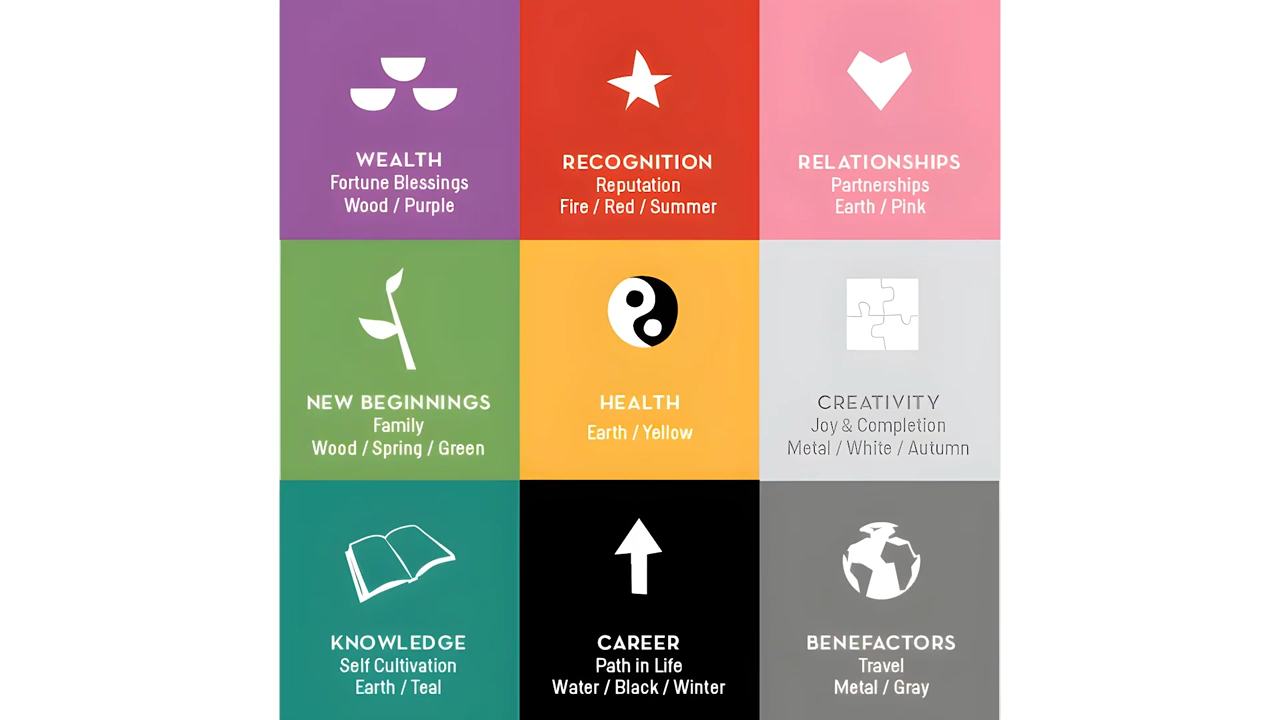 WEALTH
Fortune Blessings
Wood / Purple
RECOGNITION
Reputation
Fire / Red / Summer
RELATIONSHIPS
Partnerships
Earth / Pink
NEW BEGINNINGS
Family
Wood / Spring / Green
HEALTH
Earth / Yellow
CREATIVITY
Joy & Completion
Metal / White / Autumn
KNOWLEDGE
Self Cultivation
Earth / Teal
CAREER
Path in Life
Water / Black / Winter
BENEFACTORS
Travel
Metal / Gray